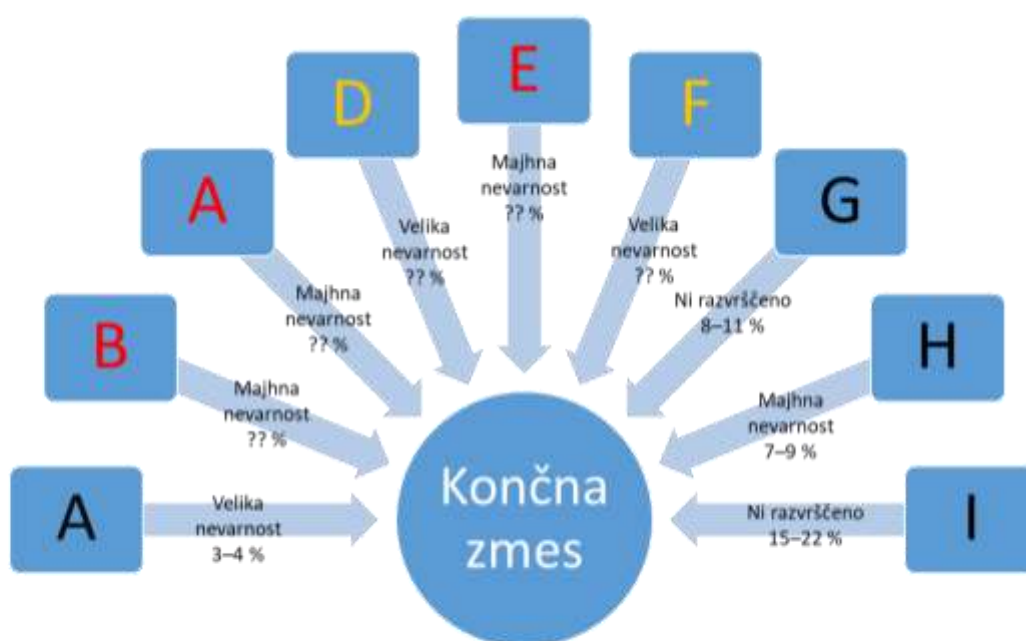 E
D
F
Majhna
nevarnost
?? %
A
G
Velika
nevarnost
?? %
Velika
nevarnost
?? %
Majhna
nevarnost
?? %
Ni razvrščeno
8–11 %
B
H
Majhna
nevarnost
?? %
Majhna
nevarnost
7–9 %
A
Velika
nevarnost
3–4 %
Končna
zmes
Ni razvrščeno
15–22 %
I